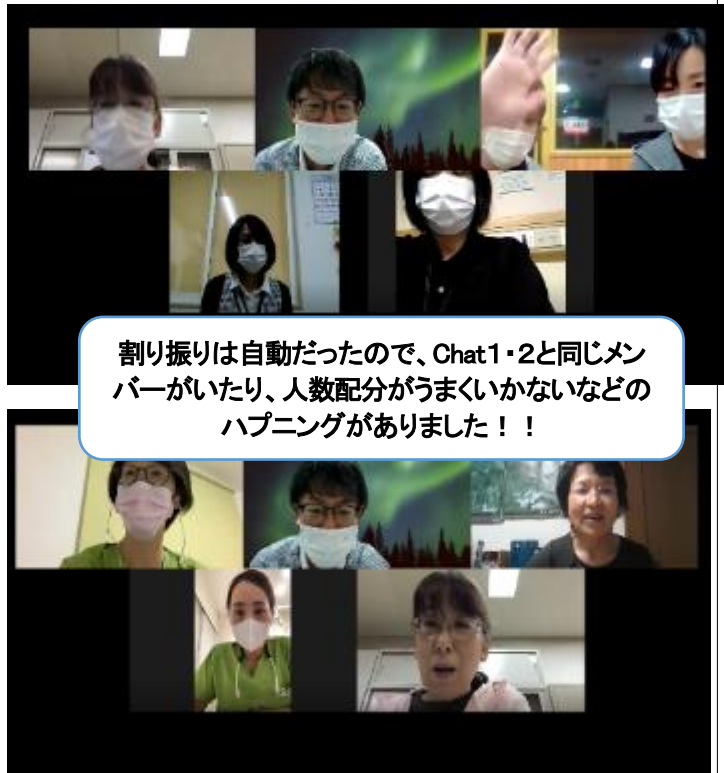 割り振りは自動だったので、Chat1・2と同じメン
バーがいたり、人数配分がうまくいかないなどの
ハプニングがありました！！